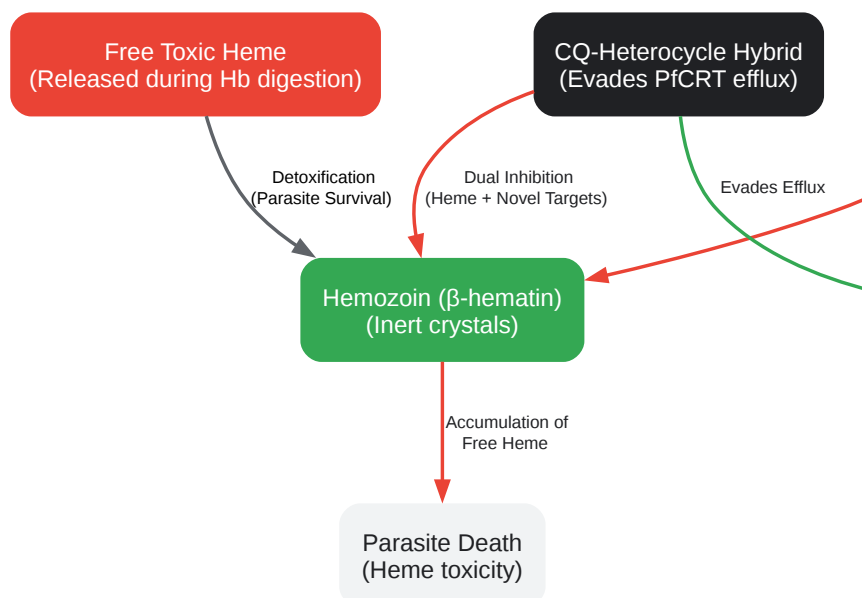 Free Toxic Heme
(Released during Hb digestion)
CQ-Heterocycle Hybrid
(Evades PfCRT efflux)
Detoxification
(Parasite Survival)
Dual Inhibition
(Heme + Novel Targets)
Evades Efflux
Hemozoin (β-hematin)
(Inert crystals)
Accumulation of
Free Heme
Parasite Death
(Heme toxicity)